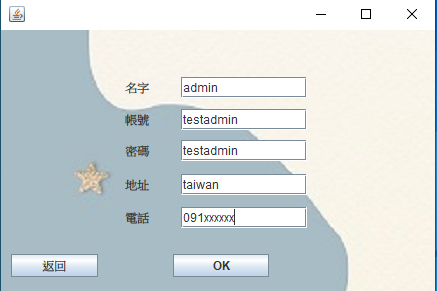 名字 admin
帳號 testadmin
密碼 testadmin
地址 taiwan
電話 091xxxxxx
返回 OK